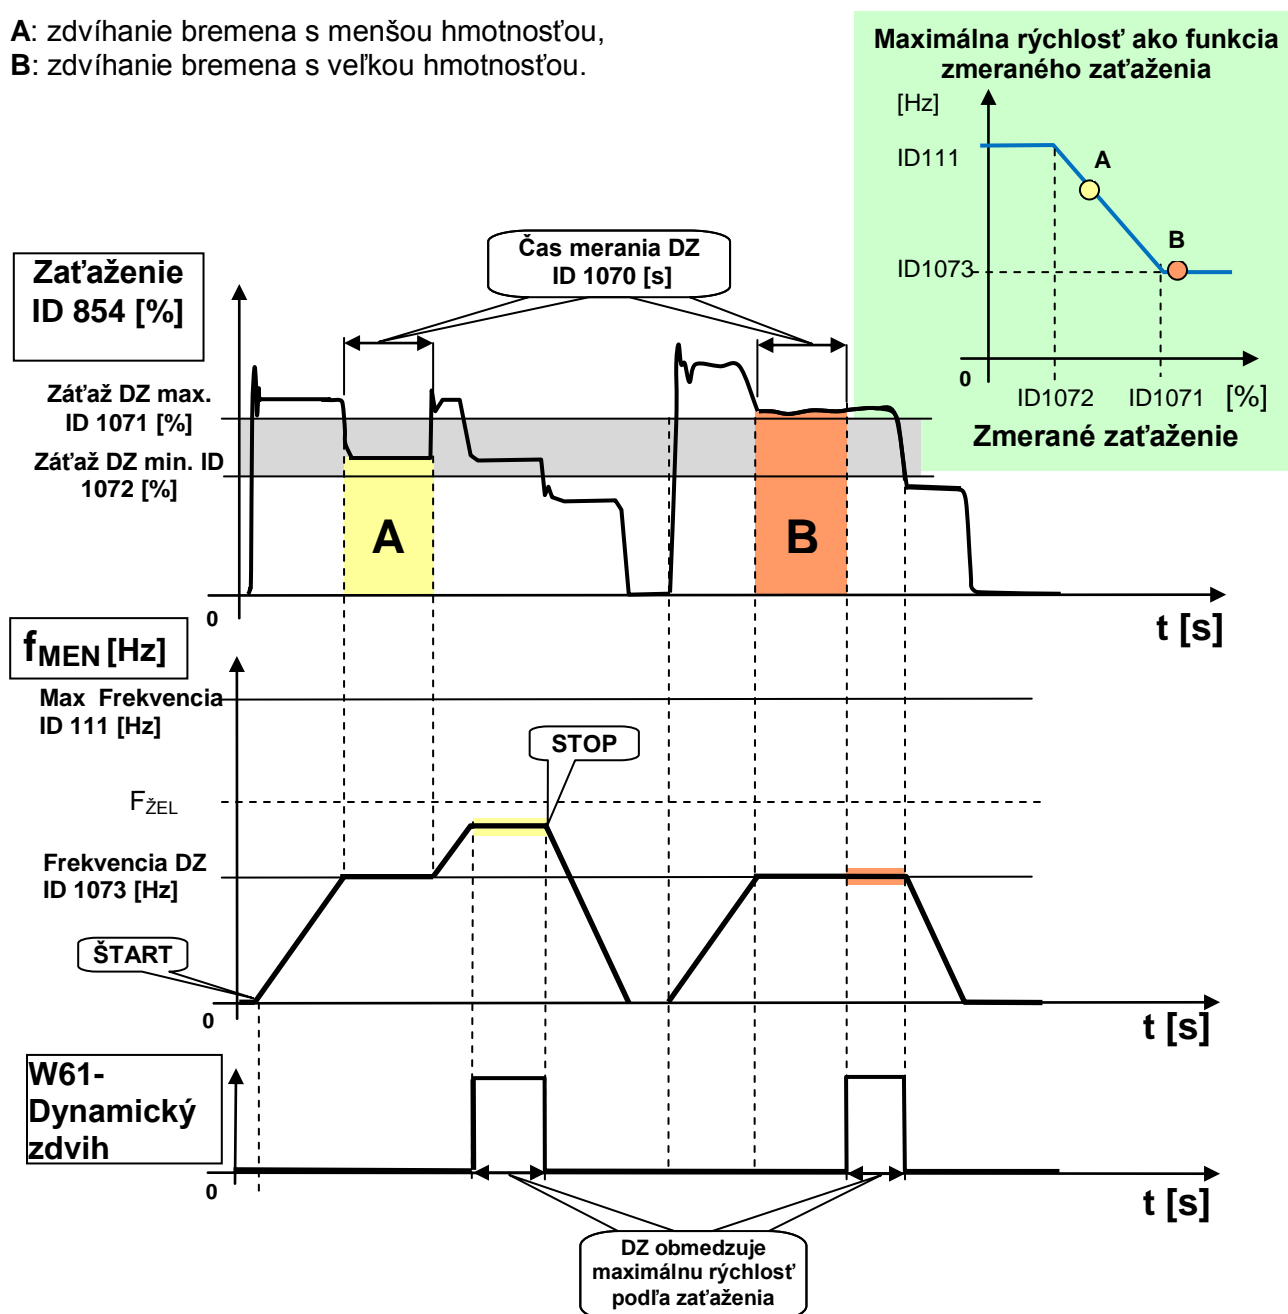 A: zdvíhanie bremena s menšou hmotnosťou,
B: zdvíhanie bremena s veľkou hmotnosťou.
Maximálna rýchlosť ako funkcia
zmeraného zaťaženia
[Hz]
ID111
A
B
ID1073
0
ID1072
ID1071
[%]
Zmerané zaťaženie
Čas merania DZ
ID 1070 [s]
Zaťaženie
ID 854 [%]
Záťaž DZ max.
ID 1071 [%]
Záťaž DZ min. ID
1072 [%]
A
B
0
t [s]
fMEN [Hz]
Max Frekvencia
ID 111 [Hz]
STOP
FŽEL
Frekvencia DZ
ID 1073 [Hz]
ŠTART
0
t [s]
W61-
Dynamický
zdvih
0
t [s]
DZ obmedzuje
maximálnu rýchlosť
podľa zaťaženia